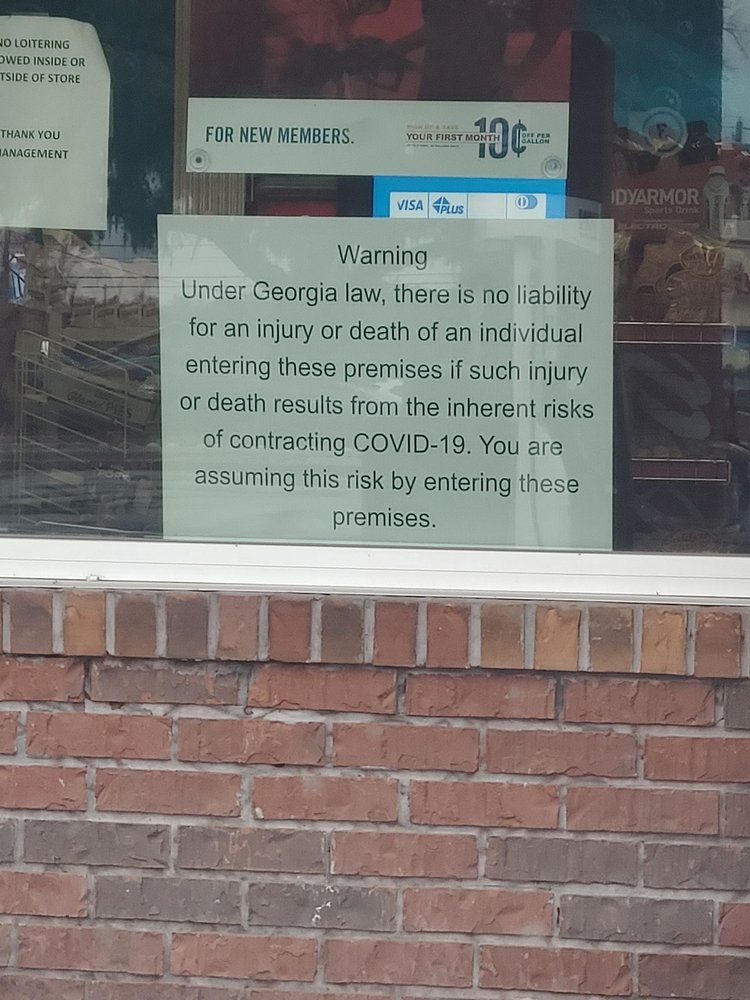 NO LOITERING
OWED INSIDE OR
TSIDE OF STORE
THANK YOU
MANAGEMENT
FOR NEW MEMBERS.
YOUR FIRST MONTH
10¢
OFF PER
GALLON
VISA
PLUS
DYARMOR
Sports Drink
ELECTRO
Warning
Under Georgia law, there is no liability
for an injury or death of an individual
entering these premises if such injury
or death results from the inherent risks
of contracting COVID-19. You are
assuming this risk by entering these
premises.